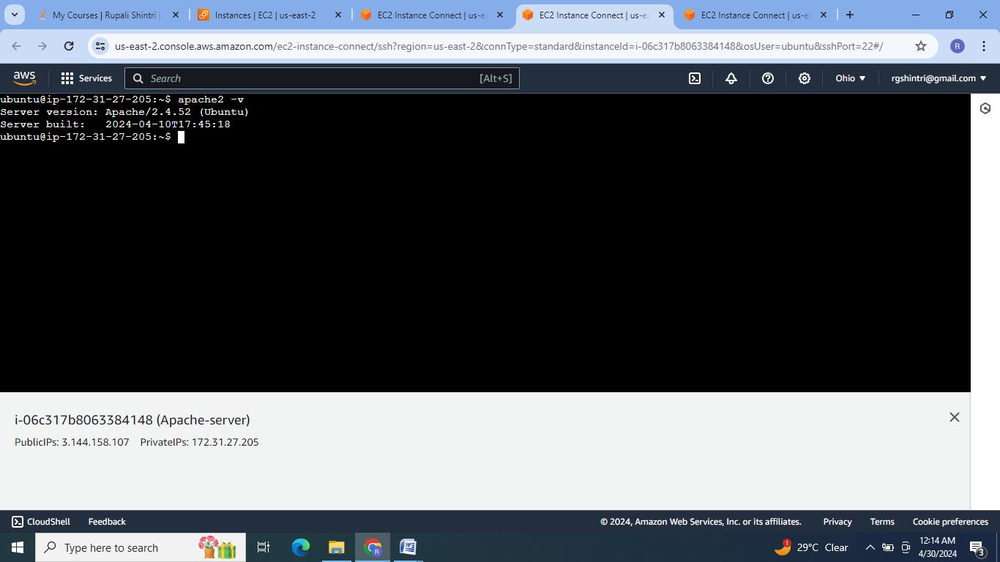 My Courses | Rupali Shintri |
Instances | EC2 | us-east-2
EC2 Instance Connect | us-ea
EC2 Instance Connect | us-ea
EC2 Instance Connect | us-ea
us-east-2.console.aws.amazon.com/ec2-instance-connect/ssh?region=us-east-2&connType=standard&instanceId=i-06c317b8063384148&osUser=ubuntu&sshPort=22#/
R
aws
Services
Search
[Alt+S]
Ohio
rgshintri@gmail.com
ubuntu@ip-172-31-27-205:~$ apache2 -v
Server version: Apache/2.4.52 (Ubuntu)
Server built:   2024-04-10T17:45:18
ubuntu@ip-172-31-27-205:~$
i-06c317b8063384148 (Apache-server)
PublicIPs: 3.144.158.107 PrivateIPs: 172.31.27.205
CloudShell
Feedback
© 2024, Amazon Web Services, Inc. or its affiliates.
Privacy
Terms
Cookie preferences
Type here to search
R
W
1
29°C Clear
12:14 AM
4/30/2024
3